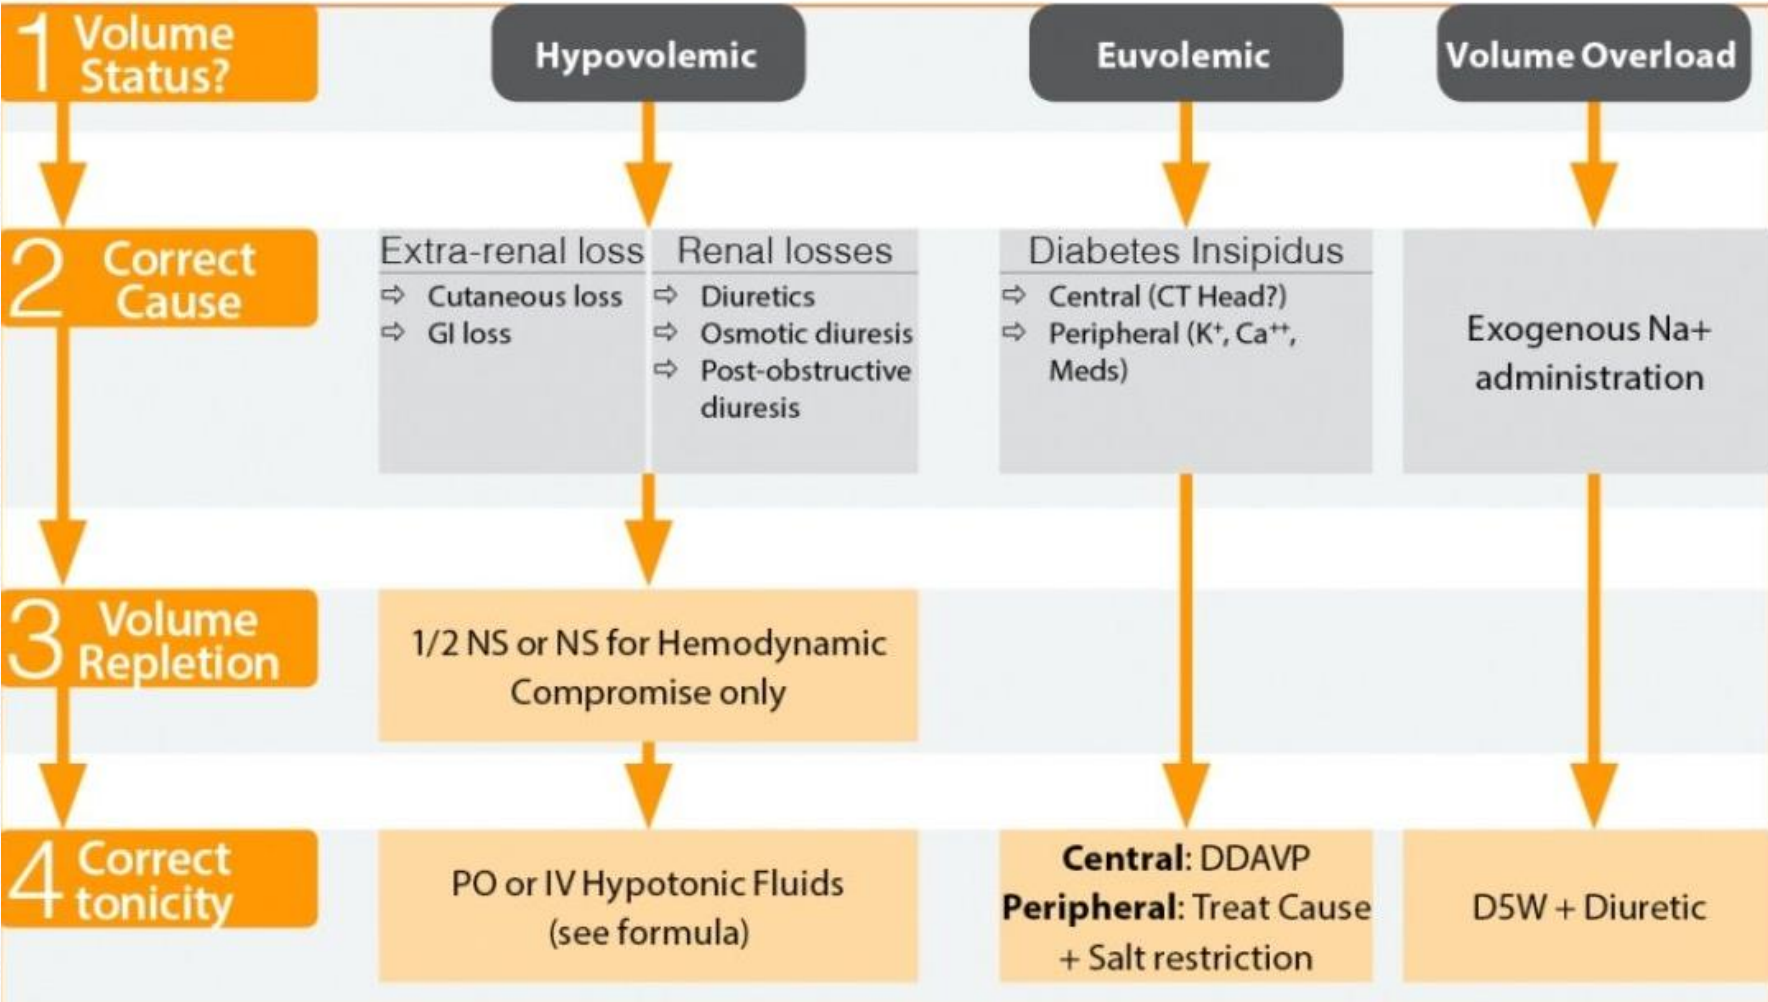 1 Volume
Status?
Hypovolemic
Euvolemic
Volume Overload
2 Correct
Cause
Extra-renal loss
⇨ Cutaneous loss
⇨ GI loss
Renal losses
⇨ Diuretics
⇨ Osmotic diuresis
⇨ Post-obstructive
diuresis
Diabetes Insipidus
⇨ Central (CT Head?)
⇨ Peripheral (K⁺, Ca⁺⁺,
Meds)
Exogenous Na+
administration
3 Volume
Repletion
1/2 NS or NS for Hemodynamic
Compromise only
4 Correct
tonicity
PO or IV Hypotonic Fluids
(see formula)
Central: DDAVP
Peripheral: Treat Cause
+ Salt restriction
D5W + Diuretic